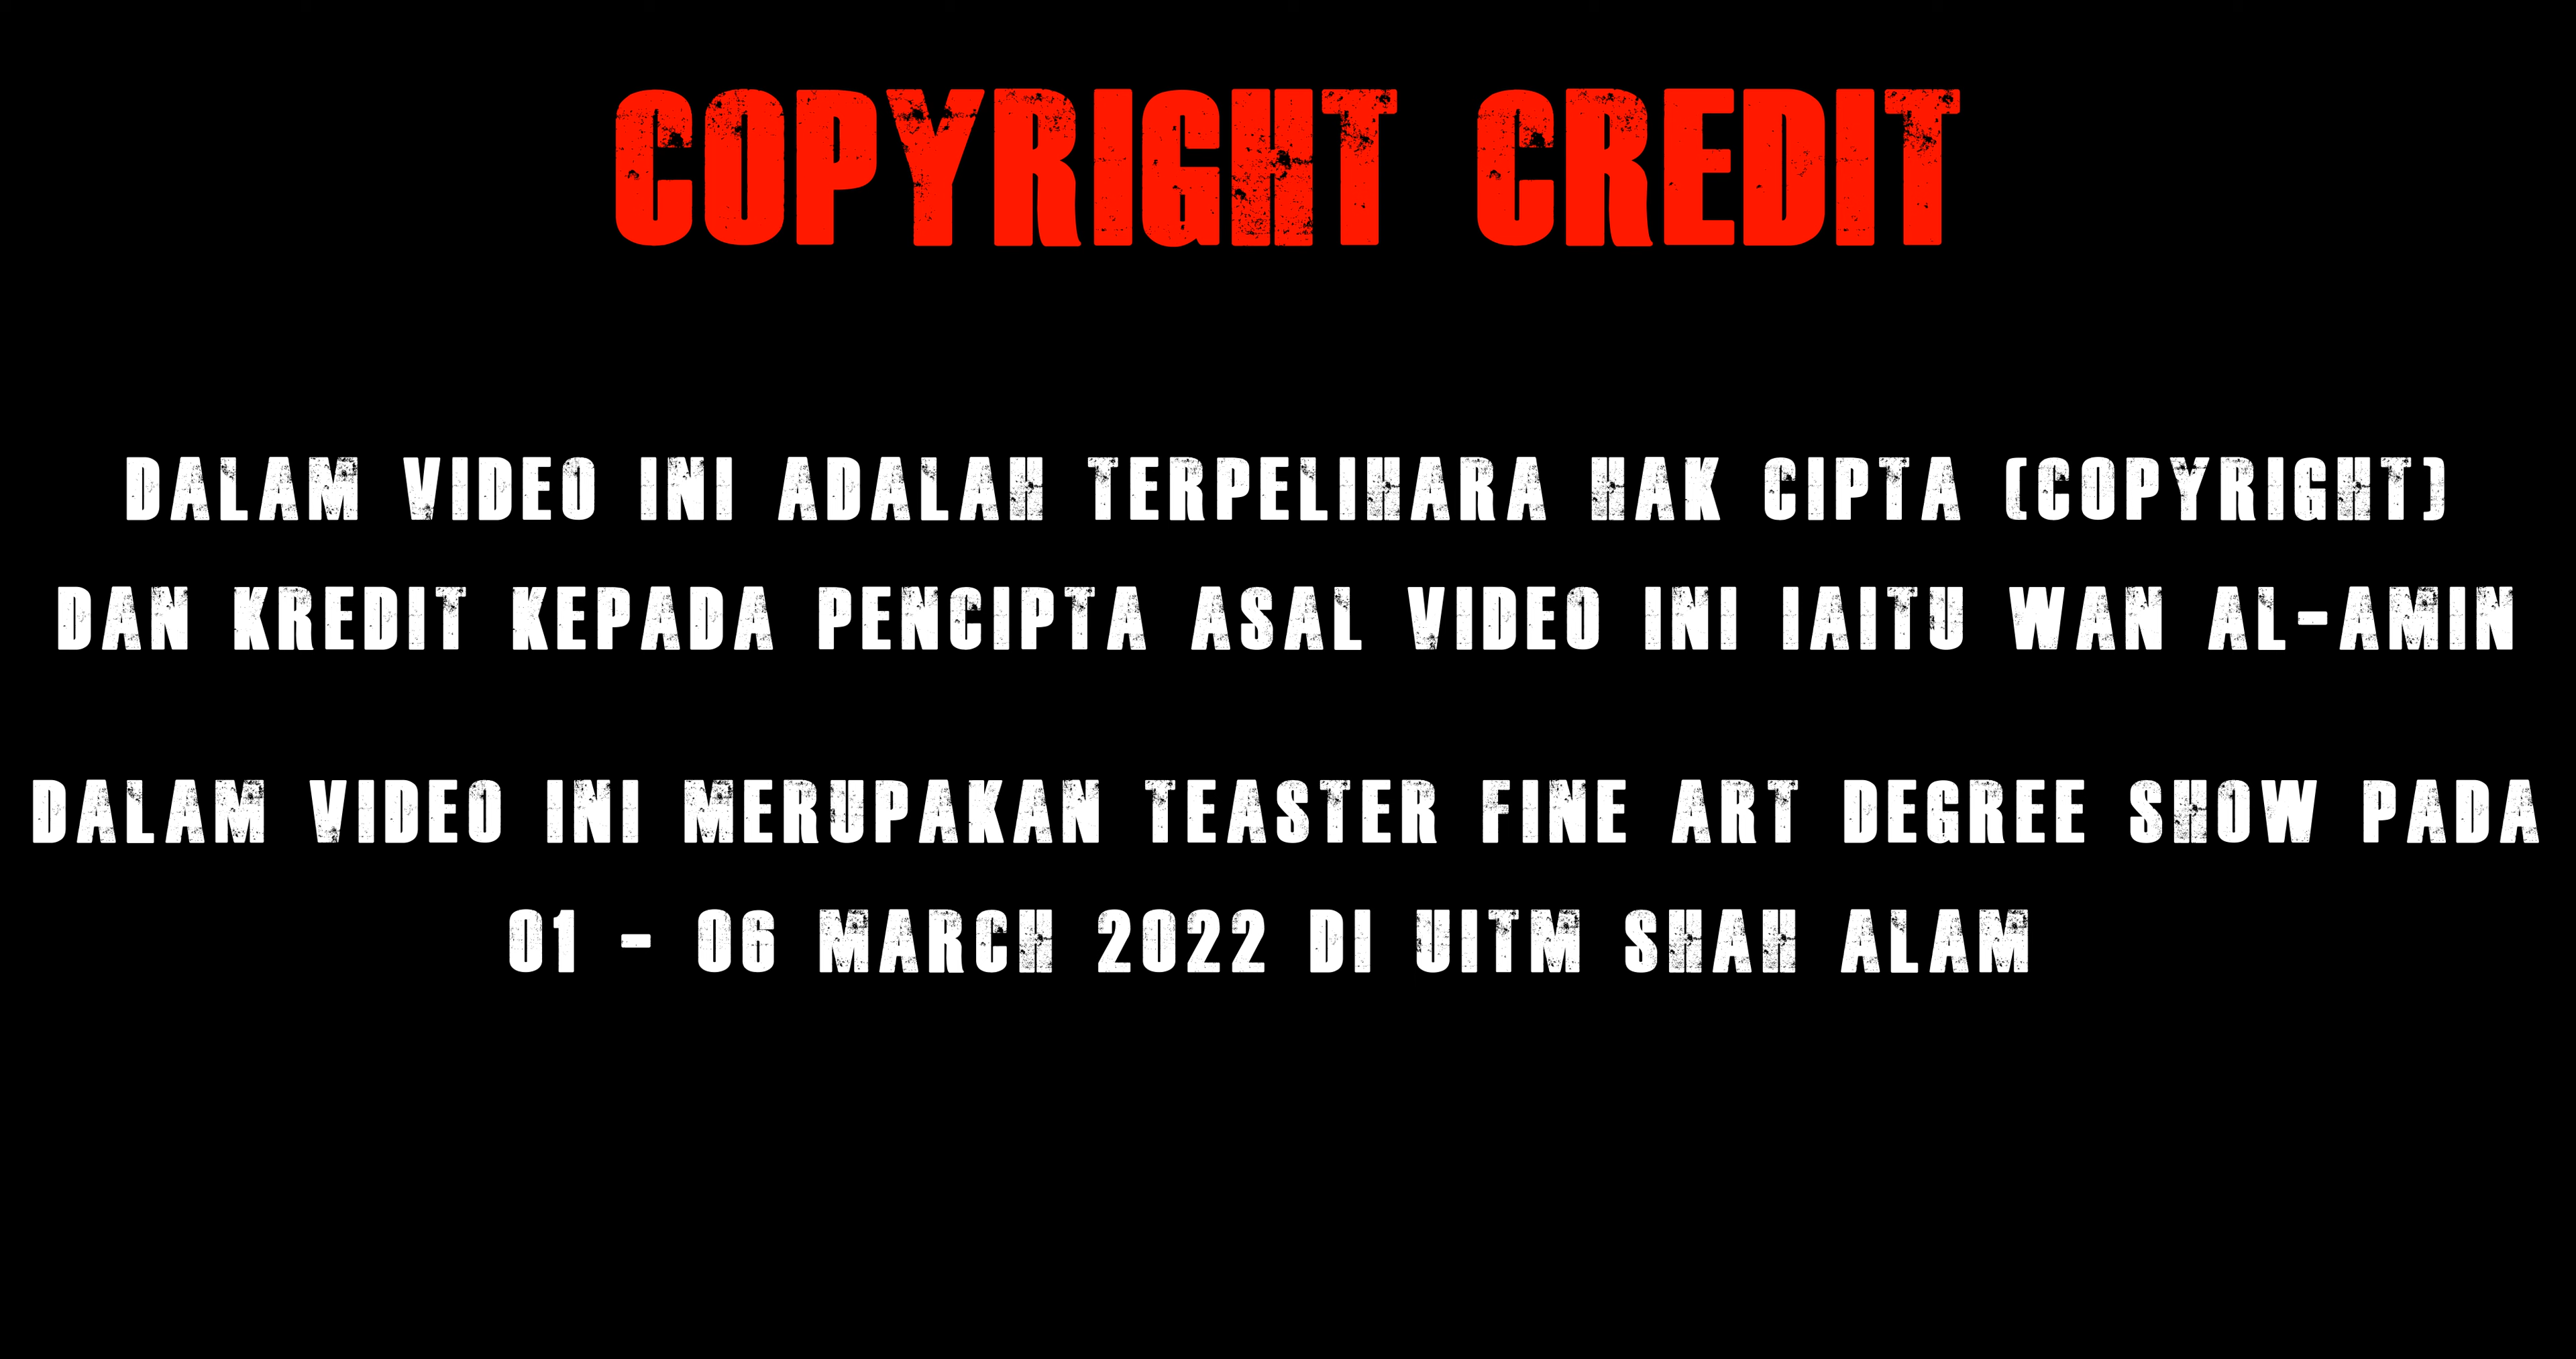 COPYRIGHT CREDIT
DALAM VIDEO INI ADALAH TERPELIHARA HAK CIPTA (COPYRIGHT)
DAN KREDIT KEPADA PENCIPTA ASAL VIDEO INI IAITU WAN AL-AMIN
DALAM VIDEO INI MERUPAKAN TEASTER FINE ART DEGREE SHOW PADA
01 - 06 MARCH 2022 DI UITM SHAH ALAM